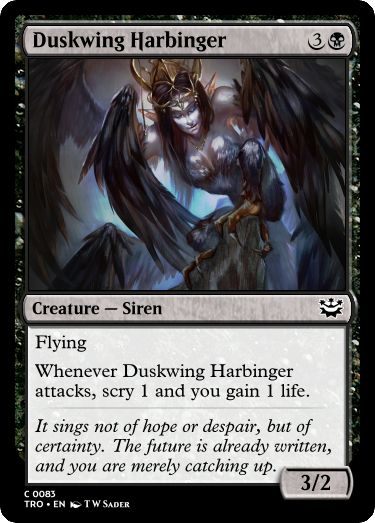 Duskwing Harbinger 3
Creature — Siren
Flying
Whenever Duskwing Harbinger
attacks, scry 1 and you gain 1 life.
It sings not of hope or despair, but of
certainty. The future is already written,
and you are merely catching up.
3/2
C 0083
TRO • EN T W Sader